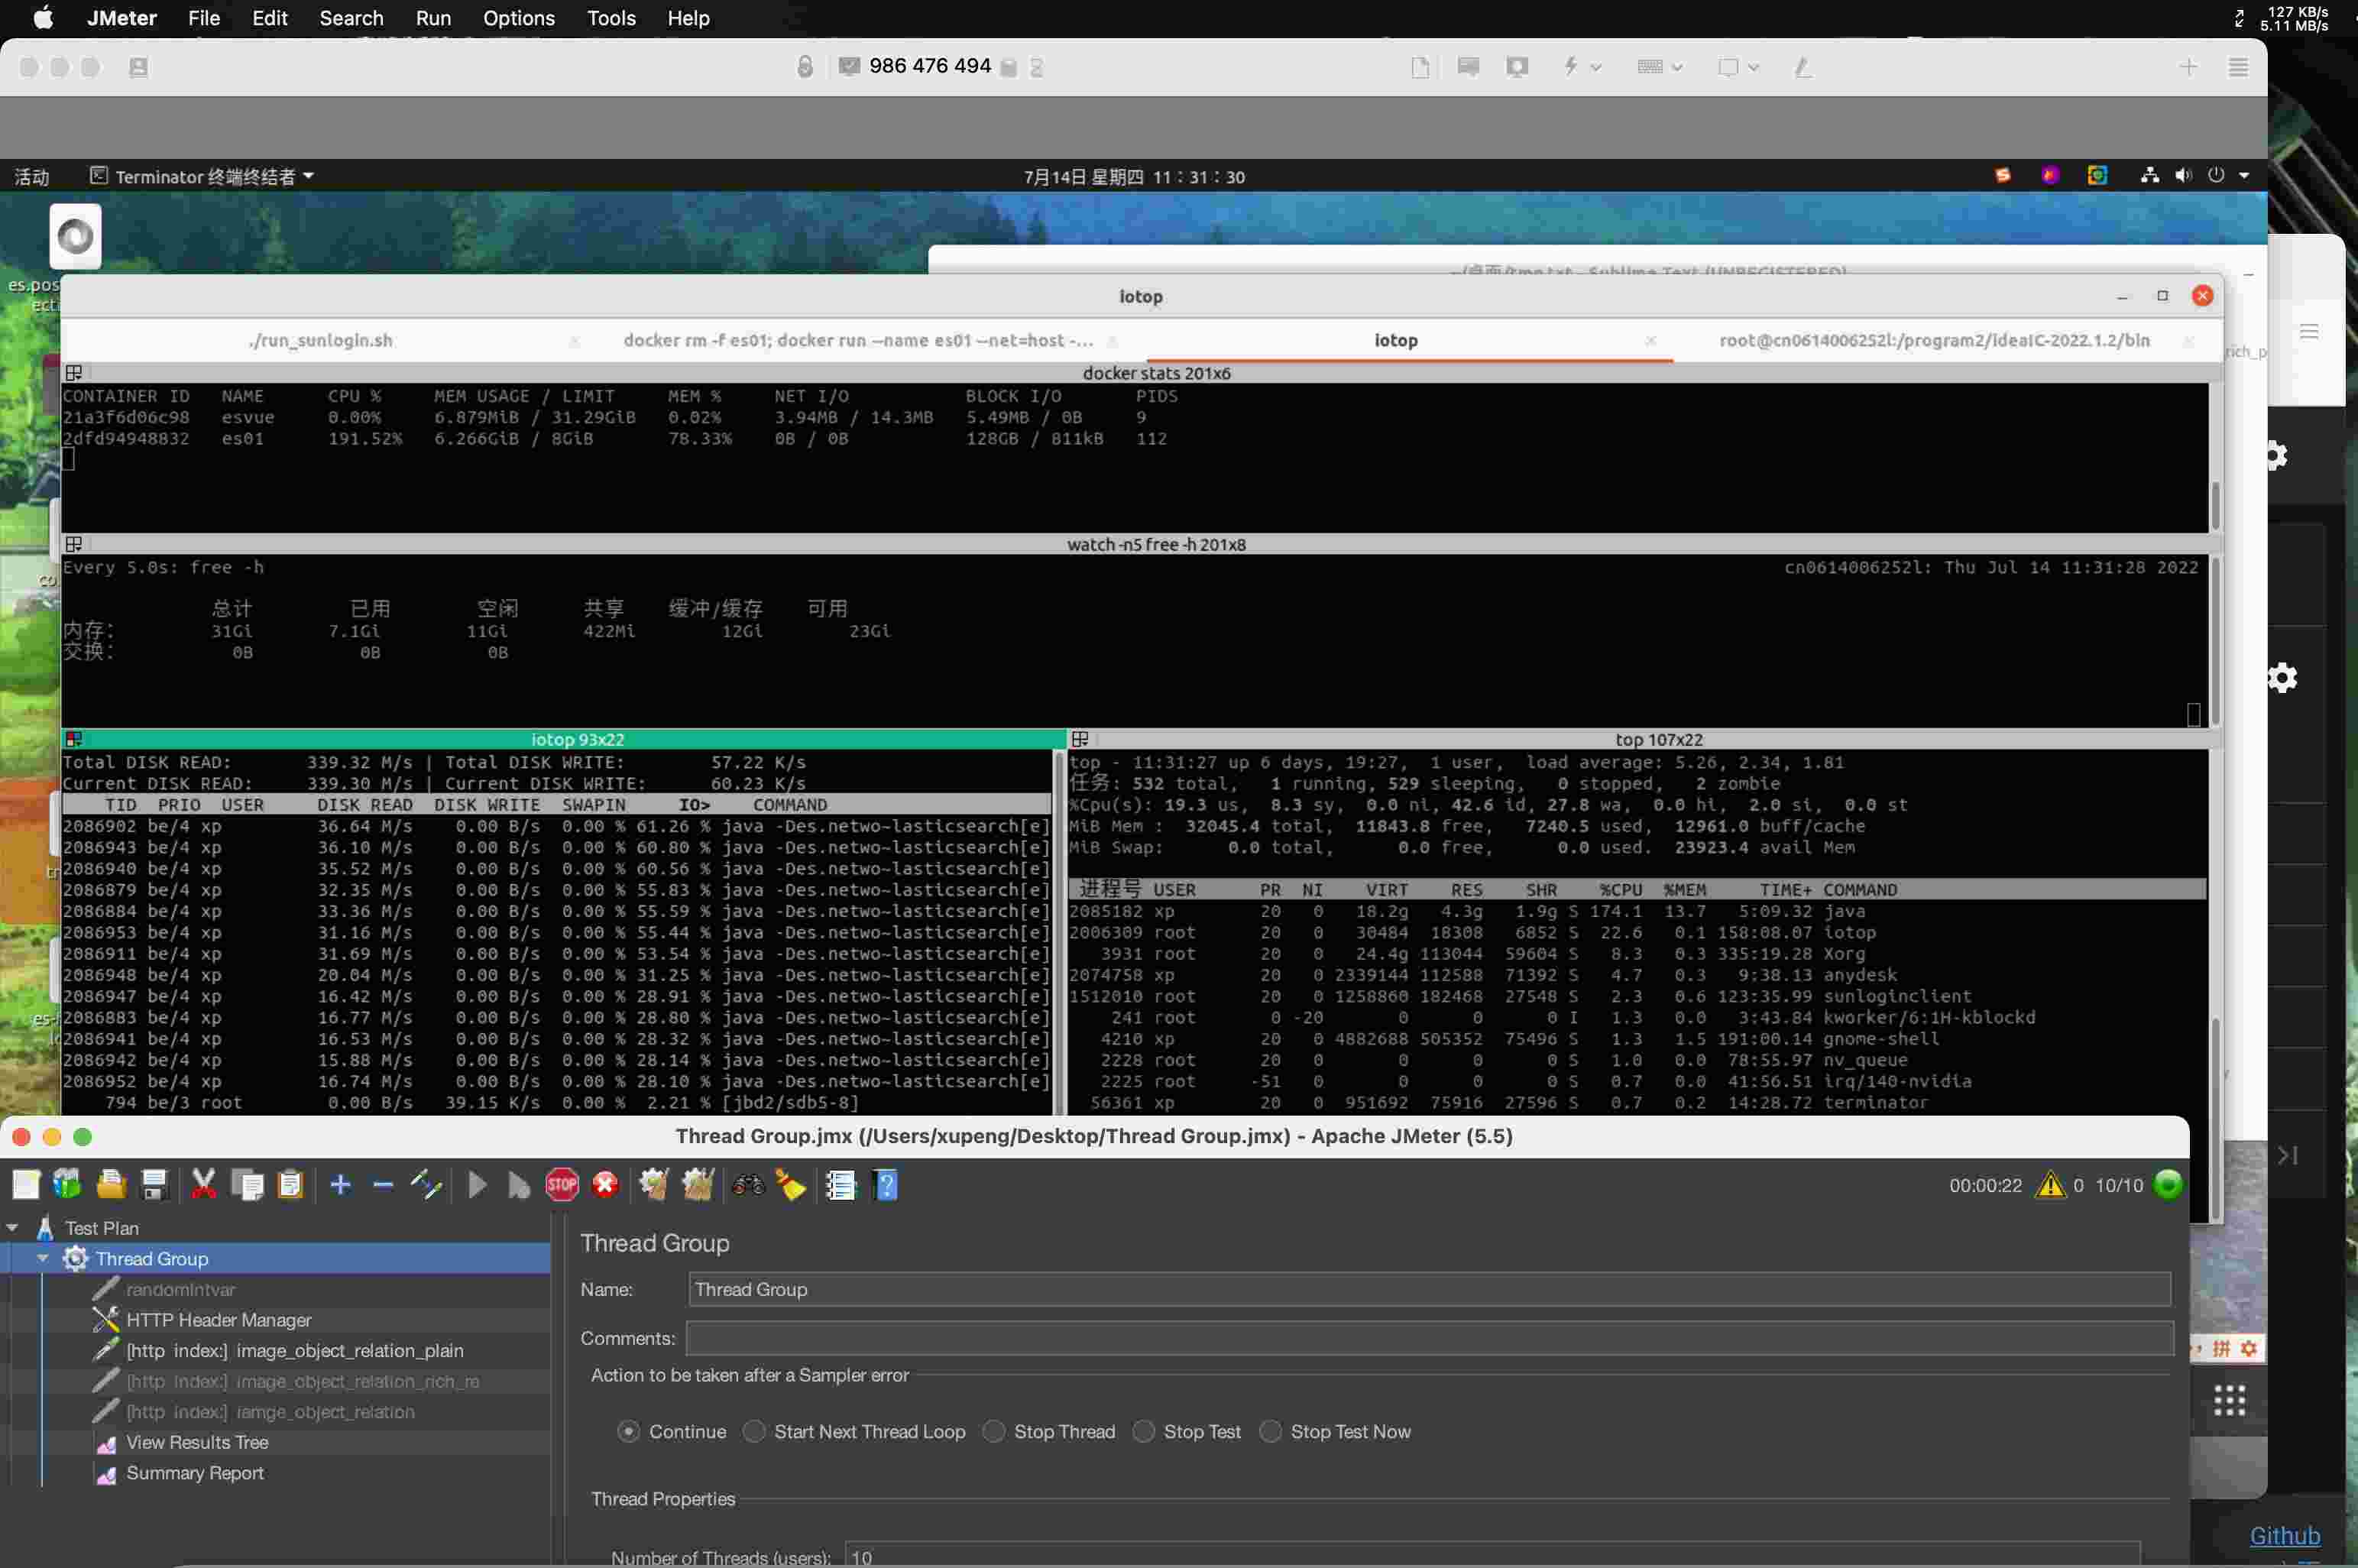 JMeter File Edit Search Run Options Tools Help
127 KB/s
5.11 MB/s
986 476 494
活动 Terminator 终端终结者 7月14日 星期四 11：31：30
es.pos
ecti
iotop
./run_sunlogin.sh docker rm -f es01; docker run --name es01 --net=host -... iotop root@cn0614006252l:/program2/ideaIC-2022.1.2/bin
rich_p
docker stats 201x6
CONTAINER ID NAME CPU % MEM USAGE / LIMIT MEM % NET I/O BLOCK I/O PIDS
21a3f6d06c98 esvue 0.00% 6.879MiB / 31.29GiB 0.02% 3.94MB / 14.3MB 5.49MB / 0B 9
2dfd94948832 es01 191.52% 6.266GiB / 8GiB 78.33% 0B / 0B 128GB / 811kB 112
watch -n5 free -h 201x8
Every 5.0s: free -h cn0614006252l: Thu Jul 14 11:31:28 2022
总计 已用 空闲 共享 缓冲/缓存 可用
内存: 31Gi 7.1Gi 11Gi 422Mi 12Gi 23Gi
交换: 0B 0B 0B
iotop 93x22
Total DISK READ: 339.32 M/s | Total DISK WRITE: 57.22 K/s
Current DISK READ: 339.30 M/s | Current DISK WRITE: 60.23 K/s
TID PRIO USER DISK READ DISK WRITE SWAPIN IO> COMMAND
2086902 be/4 xp 36.64 M/s 0.00 B/s 0.00 % 61.26 % java -Des.netwo~lasticsearch[e]
2086943 be/4 xp 36.10 M/s 0.00 B/s 0.00 % 60.80 % java -Des.netwo~lasticsearch[e]
2086940 be/4 xp 35.52 M/s 0.00 B/s 0.00 % 60.56 % java -Des.netwo~lasticsearch[e]
2086879 be/4 xp 32.35 M/s 0.00 B/s 0.00 % 55.83 % java -Des.netwo~lasticsearch[e]
2086884 be/4 xp 33.36 M/s 0.00 B/s 0.00 % 55.59 % java -Des.netwo~lasticsearch[e]
2086953 be/4 xp 31.16 M/s 0.00 B/s 0.00 % 55.44 % java -Des.netwo~lasticsearch[e]
2086911 be/4 xp 31.69 M/s 0.00 B/s 0.00 % 53.54 % java -Des.netwo~lasticsearch[e]
2086948 be/4 xp 20.04 M/s 0.00 B/s 0.00 % 31.25 % java -Des.netwo~lasticsearch[e]
2086947 be/4 xp 16.42 M/s 0.00 B/s 0.00 % 28.91 % java -Des.netwo~lasticsearch[e]
2086883 be/4 xp 16.77 M/s 0.00 B/s 0.00 % 28.80 % java -Des.netwo~lasticsearch[e]
2086941 be/4 xp 16.53 M/s 0.00 B/s 0.00 % 28.32 % java -Des.netwo~lasticsearch[e]
2086942 be/4 xp 15.88 M/s 0.00 B/s 0.00 % 28.14 % java -Des.netwo~lasticsearch[e]
2086952 be/4 xp 16.74 M/s 0.00 B/s 0.00 % 28.10 % java -Des.netwo~lasticsearch[e]
794 be/3 root 0.00 B/s 39.15 K/s 0.00 % 2.21 % [jbd2/sdb5-8]
top 107x22
top - 11:31:27 up 6 days, 19:27, 1 user, load average: 5.26, 2.34, 1.81
任务: 532 total, 1 running, 529 sleeping, 0 stopped, 2 zombie
%Cpu(s): 19.3 us, 8.3 sy, 0.0 ni, 42.6 id, 27.8 wa, 0.0 hi, 2.0 si, 0.0 st
MiB Mem : 32045.4 total, 11843.8 free, 7240.5 used, 12961.0 buff/cache
MiB Swap: 0.0 total, 0.0 free, 0.0 used. 23923.4 avail Mem
进程号 USER PR NI VIRT RES SHR %CPU %MEM TIME+ COMMAND
2085182 xp 20 0 18.2g 4.3g 1.9g S 174.1 13.7 5:09.32 java
2006309 root 20 0 30484 18308 6852 S 22.6 0.1 158:08.07 iotop
3931 root 20 0 24.4g 113044 59604 S 8.3 0.3 335:19.28 Xorg
2074758 xp 20 0 2339144 112588 71392 S 4.7 0.3 9:38.13 anydesk
1512010 root 20 0 1258860 182468 27548 S 2.3 0.6 123:35.99 sunloginclient
241 root 0 -20 0 0 0 I 1.3 0.0 3:43.84 kworker/6:1H-kblockd
4210 xp 20 0 4882688 505352 75496 S 1.3 1.5 191:00.14 gnome-shell
2228 root 20 0 0 0 0 S 1.0 0.0 78:55.97 nv_queue
2225 root -51 0 0 0 0 S 0.7 0.0 41:56.51 irq/140-nvidia
56361 xp 20 0 951692 75916 27596 S 0.7 0.2 14:28.72 terminator
Thread Group.jmx (/Users/xupeng/Desktop/Thread Group.jmx) - Apache JMeter (5.5)
STOP
00:00:22 0 10/10
Test Plan
Thread Group
randomIntvar
HTTP Header Manager
[http index:] image_object_relation_plain
[http index:] image_object_relation_rich_re
[http index:] iamge_object_relation
View Results Tree
Summary Report
Thread Group
Name: Thread Group
Comments:
Action to be taken after a Sampler error
Continue Start Next Thread Loop Stop Thread Stop Test Stop Test Now
Thread Properties
Number of Threads (users): 10
拼
Github